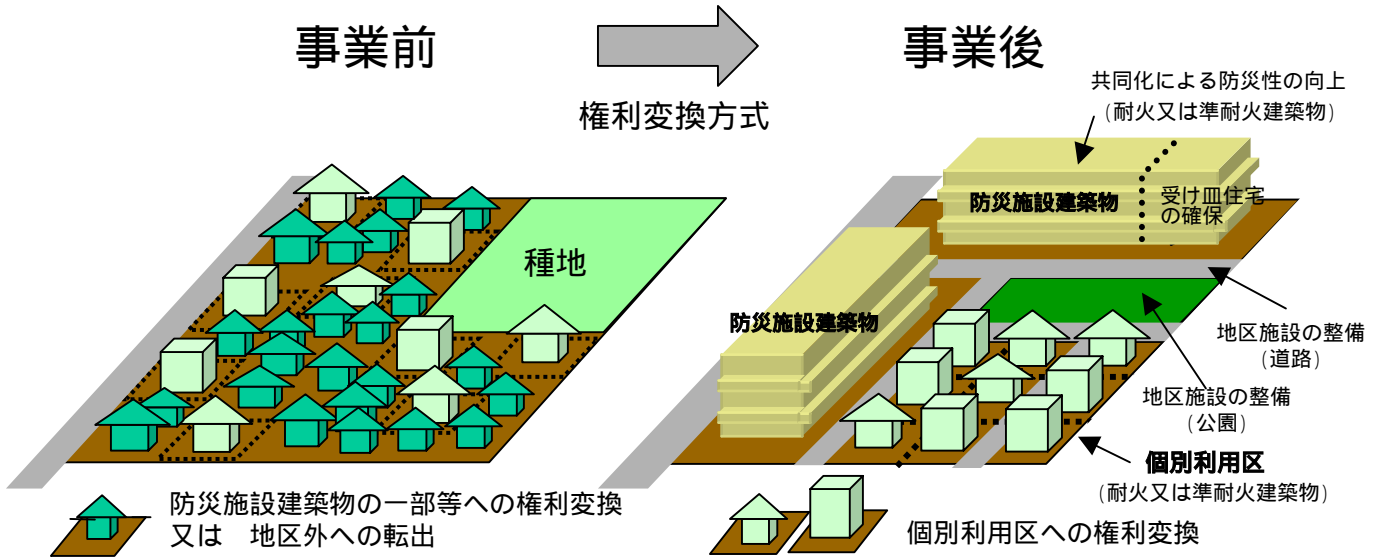 事業前
事業後
権利変換方式
共同化による防災性の向上
(耐火又は準耐火建築物)
防災施設建築物
受け皿住宅
の確保
種地
防災施設建築物
地区施設の整備
(道路)
地区施設の整備
(公園)
個別利用区
(耐火又は準耐火建築物)
防災施設建築物の一部等への権利変換
又は 地区外への転出
個別利用区への権利変換